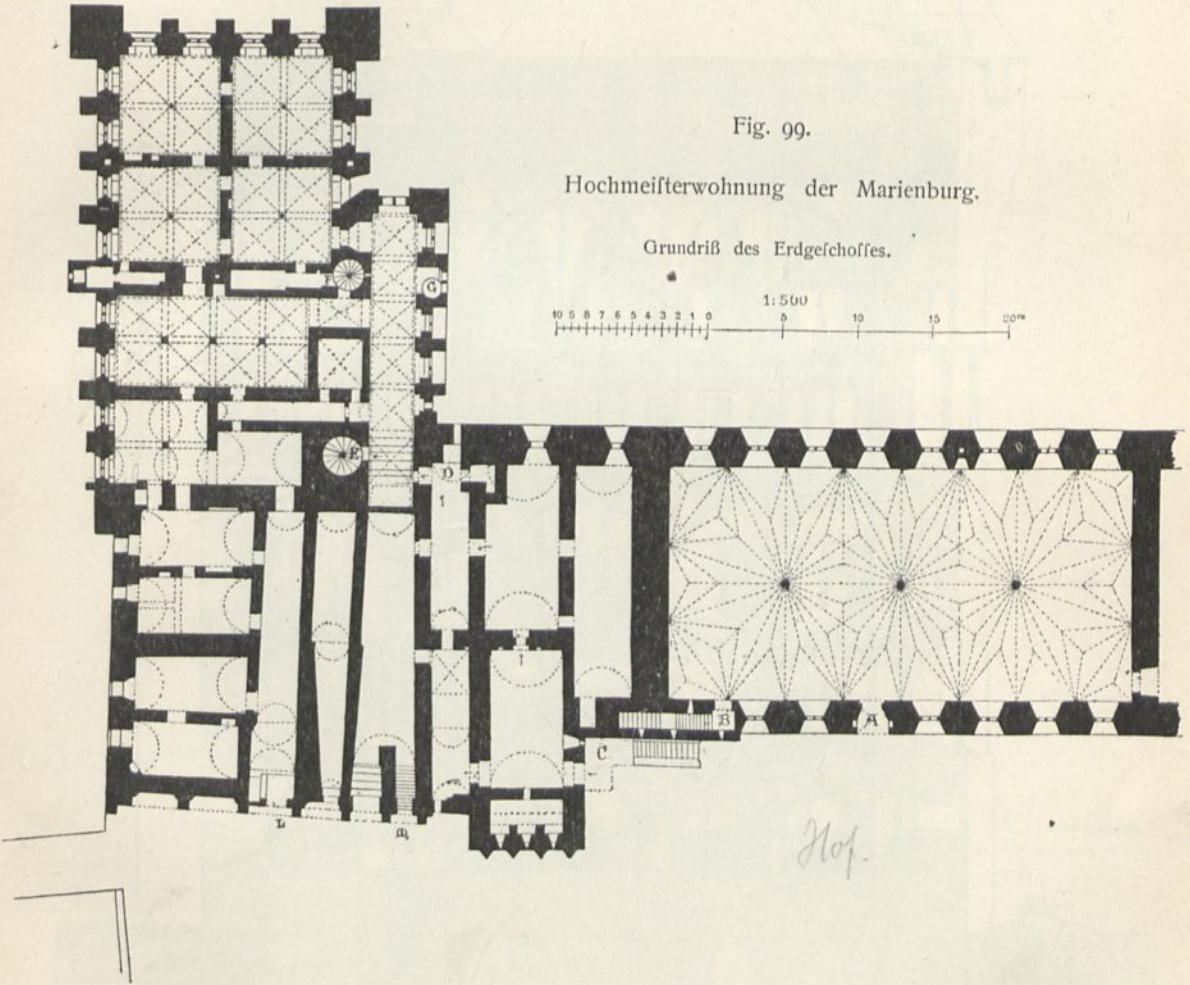 Fig. 99.
Hochmeiſterwohnung der Marienburg.
Grundriß des Erdgeſchoſſes.
1:500
10 9 8 7 6 5 4 3 2 1 0 5 10 15 20m
G
E
D
B
A
C
L
M
Hof.